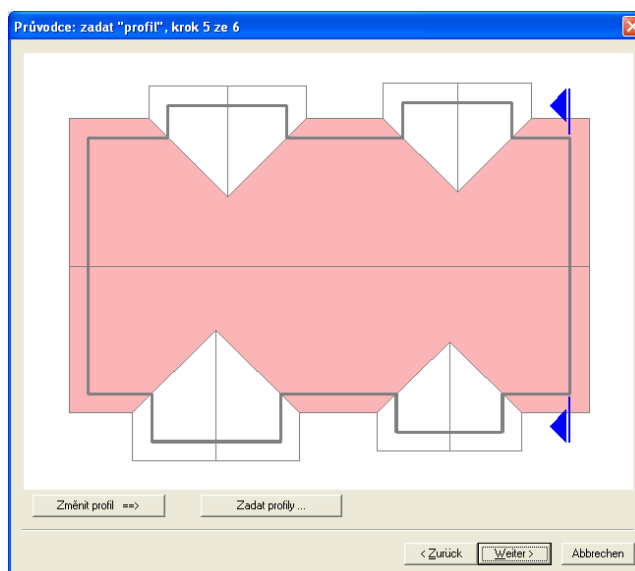 Průvodce: zadat "profil", krok 5 ze 6
Změnit profil ==>
Zadat profily ...
< Zurück
Weiter >
Abbrechen